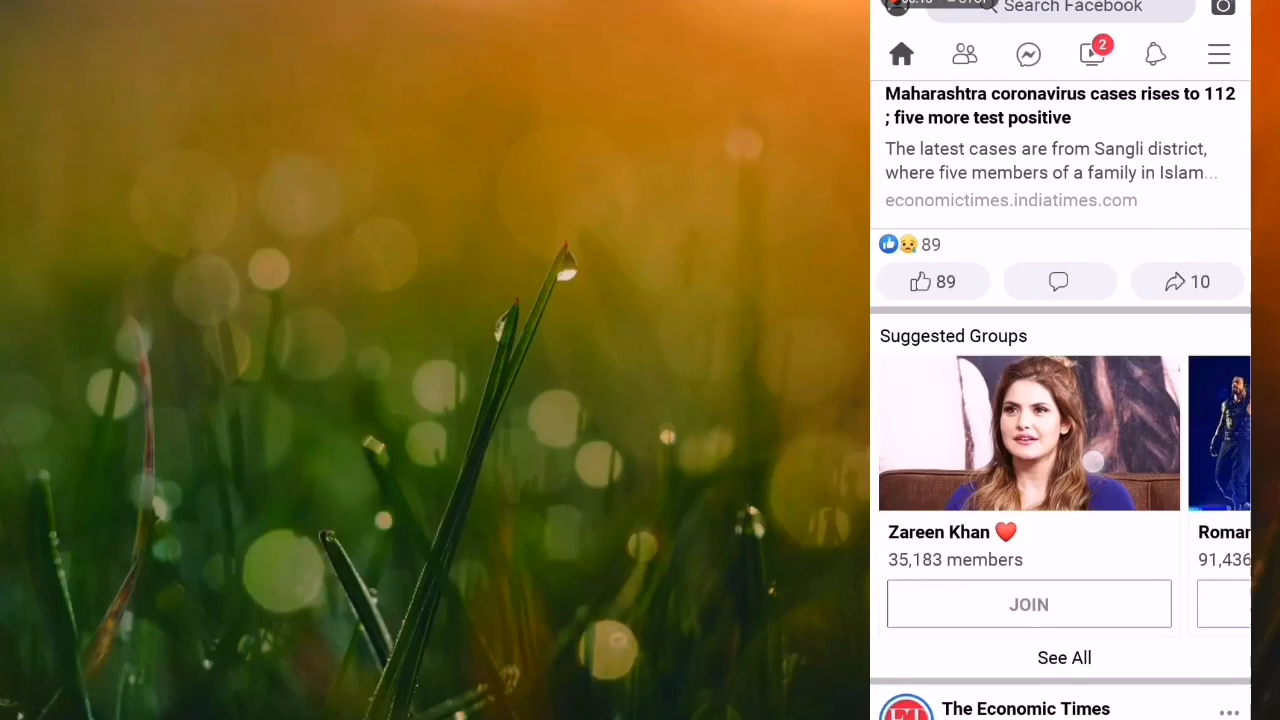 Search Facebook
2
Maharashtra coronavirus cases rises to 112
; five more test positive
The latest cases are from Sangli district,
where five members of a family in Islam...
economictimes.indiatimes.com
89
89
10
Suggested Groups
Zareen Khan
35,183 members
JOIN
Roman
91,436
See All
The Economic Times